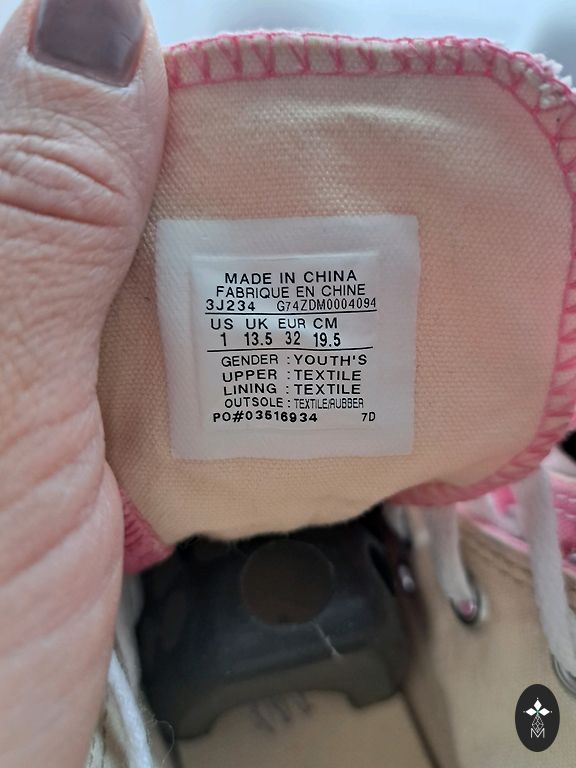 MADE IN CHINA
FABRIQUE EN CHINE
3J234 G74ZDM0004094
US UK EUR CM
1 13.5 32 19.5
GENDER : YOUTH'S
UPPER : TEXTILE
LINING : TEXTILE
OUTSOLE : TEXTILE/RUBBER
PO#03516934 7D
M